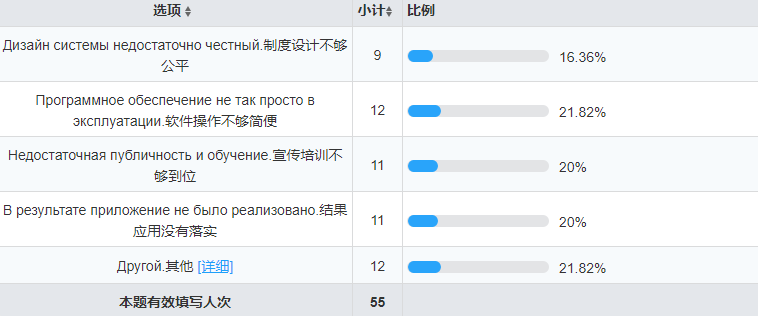 选项 小计 比例
Дизайн системы недостаточно честный.制度设计不够
公平
9 16.36%
Программное обеспечение не так просто в
эксплуатации.软件操作不够简便
12 21.82%
Недостаточная публичность и обучение.宣传培训不
够到位
11 20%
В результате приложение не было реализовано.结果
应用没有落实
11 20%
Другой.其他 [详细] 12 21.82%
本题有效填写人次 55